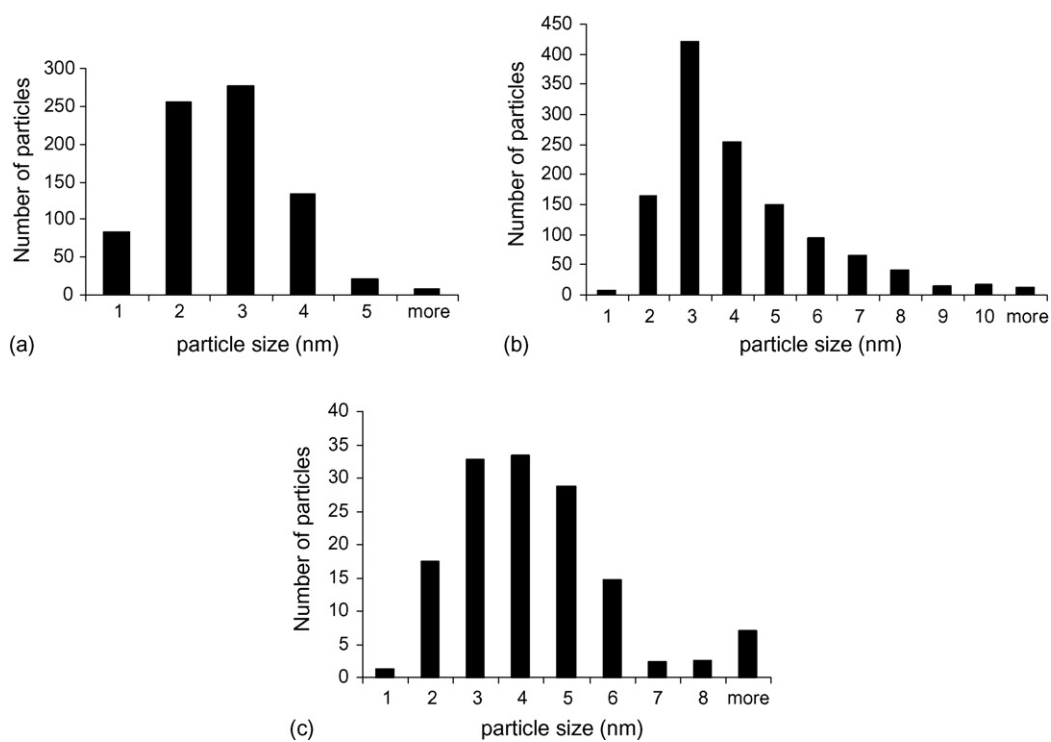 300
250
200
150
100
50
0
Number of particles
1 2 3 4 5 more
particle size (nm)
(a)
450
400
350
300
250
200
150
100
50
0
Number of particles
1 2 3 4 5 6 7 8 9 10 more
particle size (nm)
(b)
40
35
30
25
20
15
10
5
0
Number of particles
1 2 3 4 5 6 7 8 more
particle size (nm)
(c)